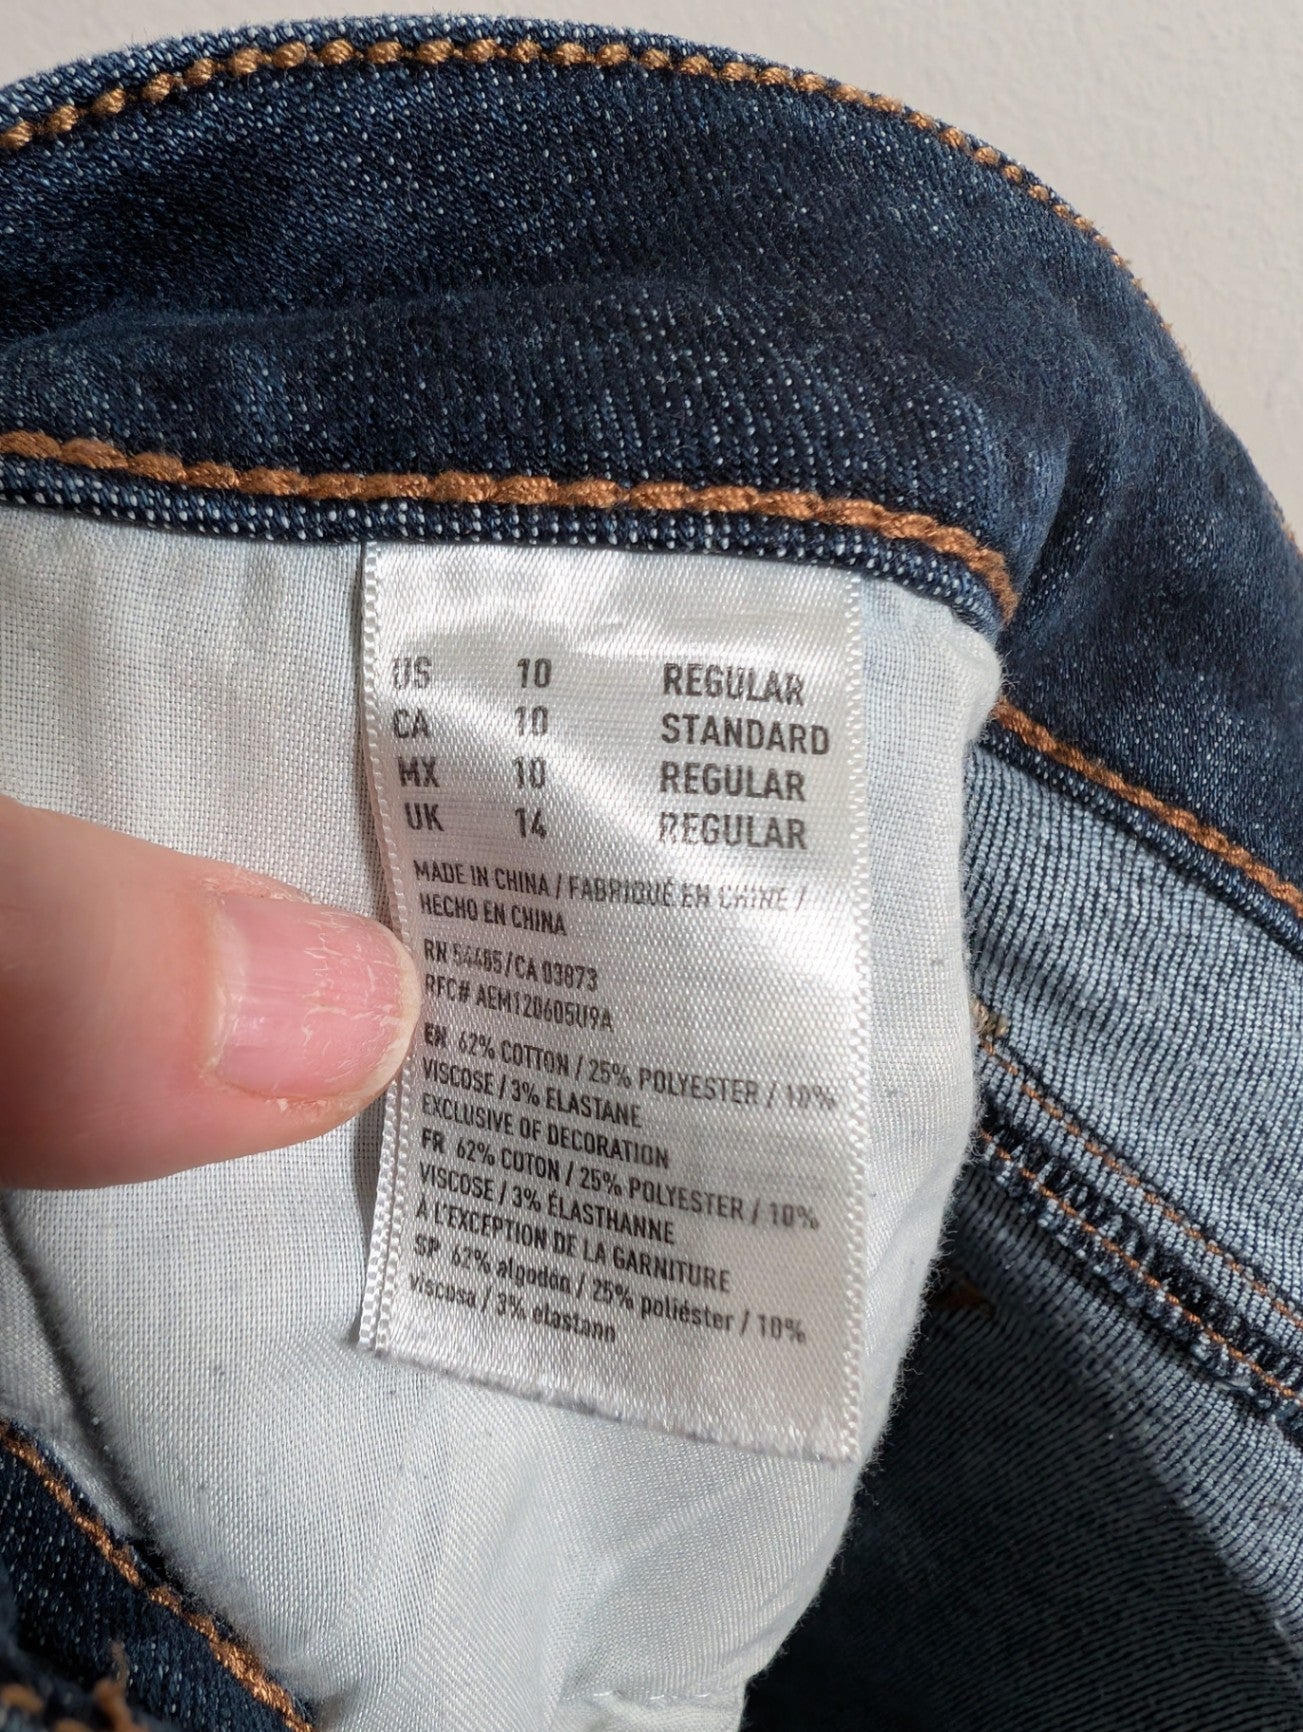 US 10 REGULAR
CA 10 STANDARD
MX 10 REGULAR
UK 14 REGULAR
MADE IN CHINA / FABRIQUÉ EN CHINE /
HECHO EN CHINA
RN 54485/CA 03873
RFC# AEM120605U9A
EN 62% COTTON / 25% POLYESTER / 10%
VISCOSE / 3% ELASTANE
EXCLUSIVE OF DECORATION
FR 62% COTON / 25% POLYESTER / 10%
VISCOSE / 3% ÉLASTHANNE
À L'EXCEPTION DE LA GARNITURE
SP 62% algodón / 25% poliéster / 10%
viscosa / 3% elastann